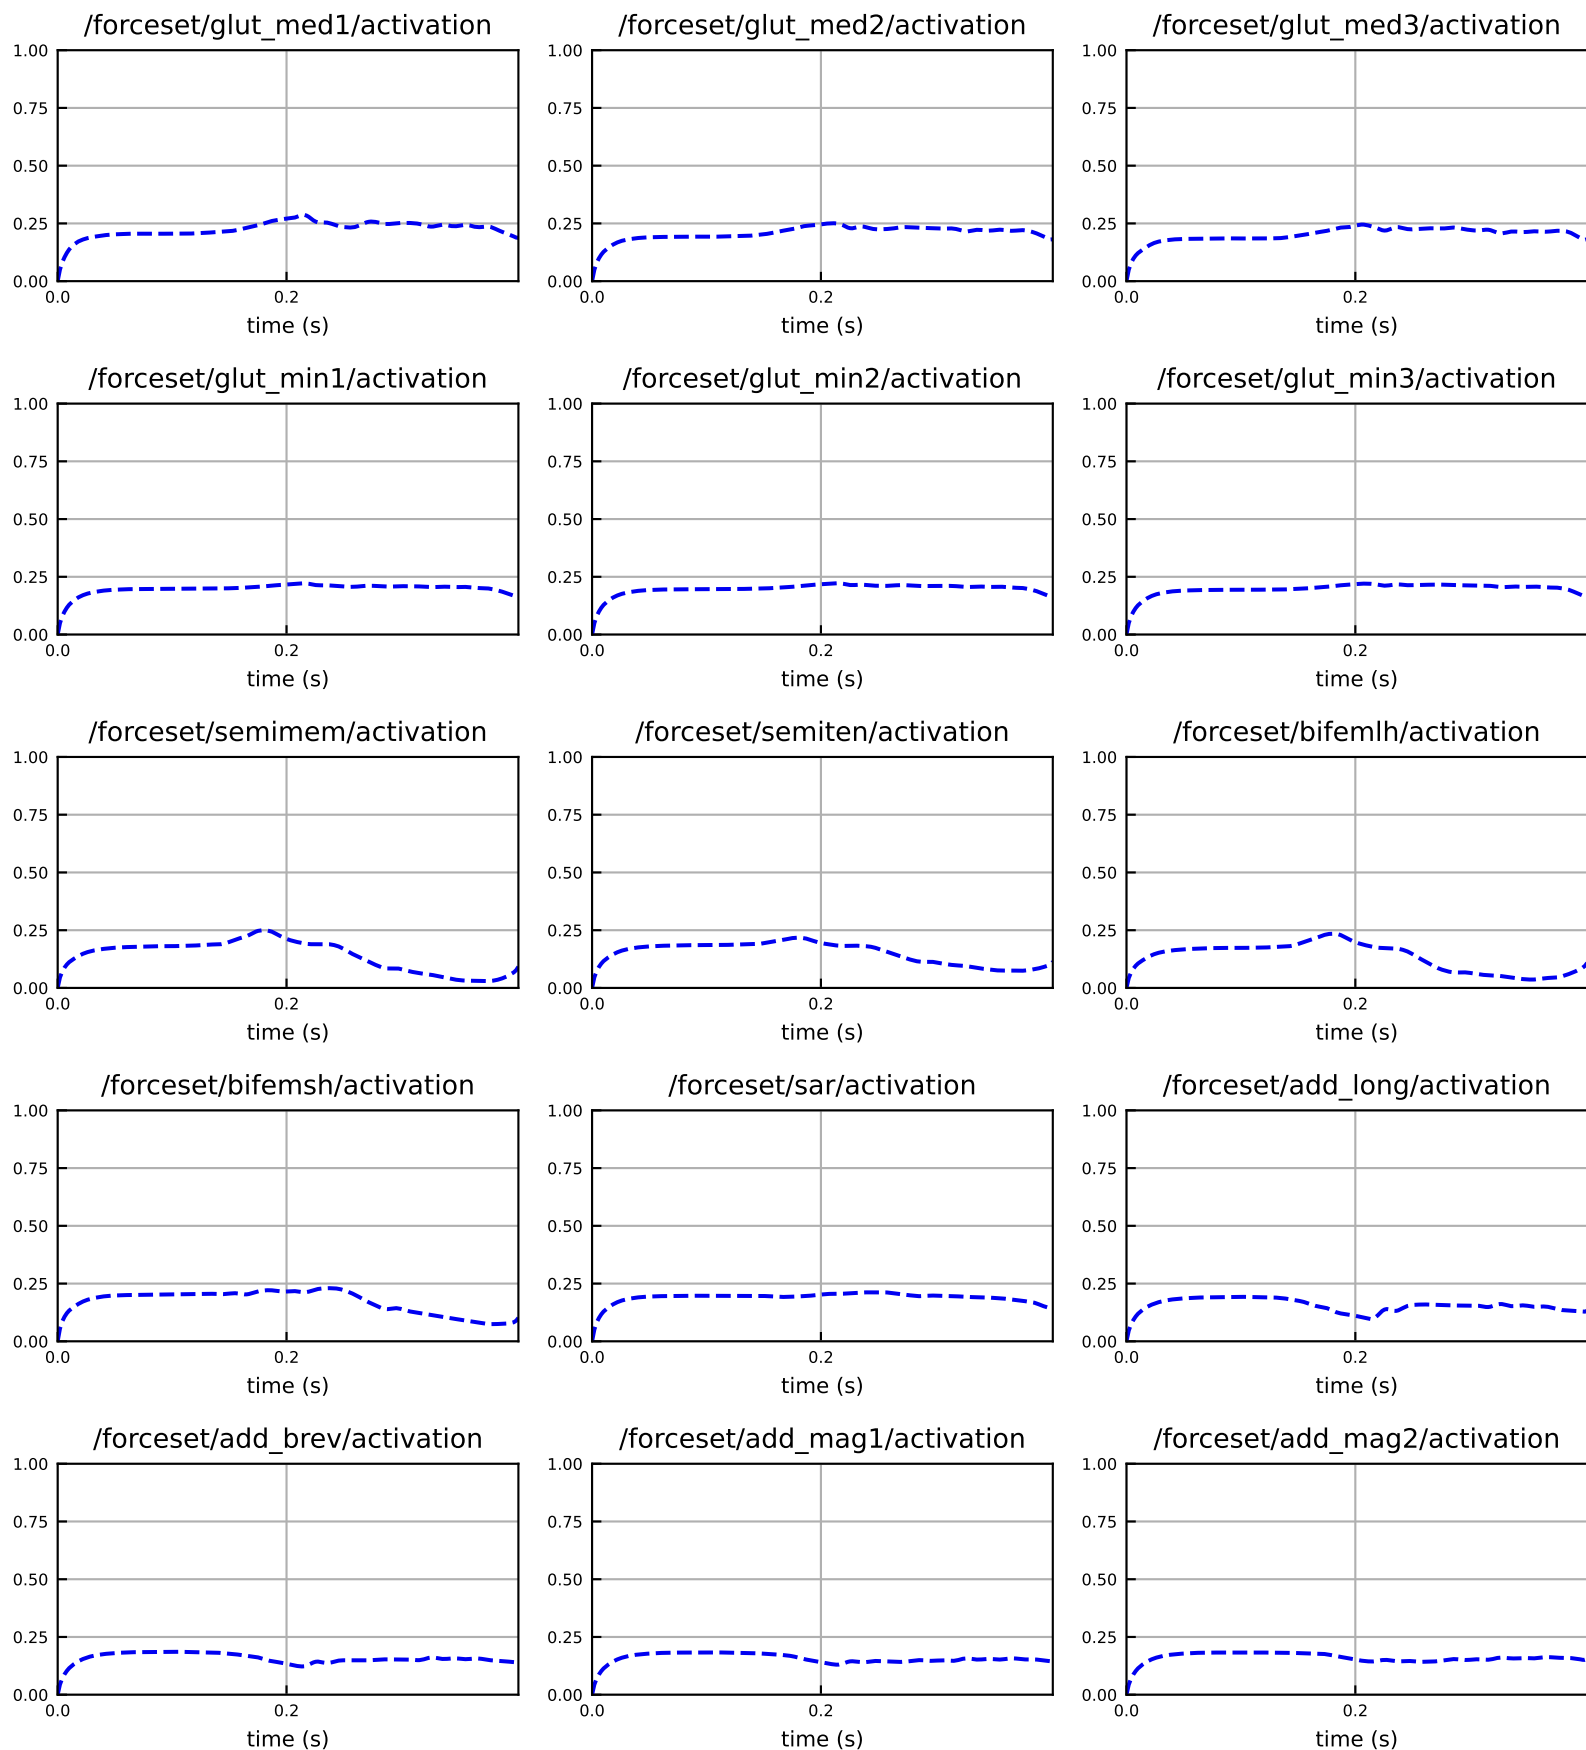 /forceset/glut_med1/activation /forceset/glut_med2/activation /forceset/glut_med3/activation
1.00 1.00 1.00
0.75 0.75 0.75
0.50 0.50 0.50
0.25 0.25 0.25
0.00 0.00 0.00
0.0 0.2 0.0 0.2 0.0 0.2
time (s) time (s) time (s)
/forceset/glut_min1/activation /forceset/glut_min2/activation /forceset/glut_min3/activation
1.00 1.00 1.00
0.75 0.75 0.75
0.50 0.50 0.50
0.25 0.25 0.25
0.00 0.00 0.00
0.0 0.2 0.0 0.2 0.0 0.2
time (s) time (s) time (s)
/forceset/semimem/activation /forceset/semiten/activation /forceset/bifemlh/activation
1.00 1.00 1.00
0.75 0.75 0.75
0.50 0.50 0.50
0.25 0.25 0.25
0.00 0.00 0.00
0.0 0.2 0.0 0.2 0.0 0.2
time (s) time (s) time (s)
/forceset/bifemsh/activation /forceset/sar/activation /forceset/add_long/activation
1.00 1.00 1.00
0.75 0.75 0.75
0.50 0.50 0.50
0.25 0.25 0.25
0.00 0.00 0.00
0.0 0.2 0.0 0.2 0.0 0.2
time (s) time (s) time (s)
/forceset/add_brev/activation /forceset/add_mag1/activation /forceset/add_mag2/activation
1.00 1.00 1.00
0.75 0.75 0.75
0.50 0.50 0.50
0.25 0.25 0.25
0.00 0.00 0.00
0.0 0.2 0.0 0.2 0.0 0.2
time (s) time (s) time (s)